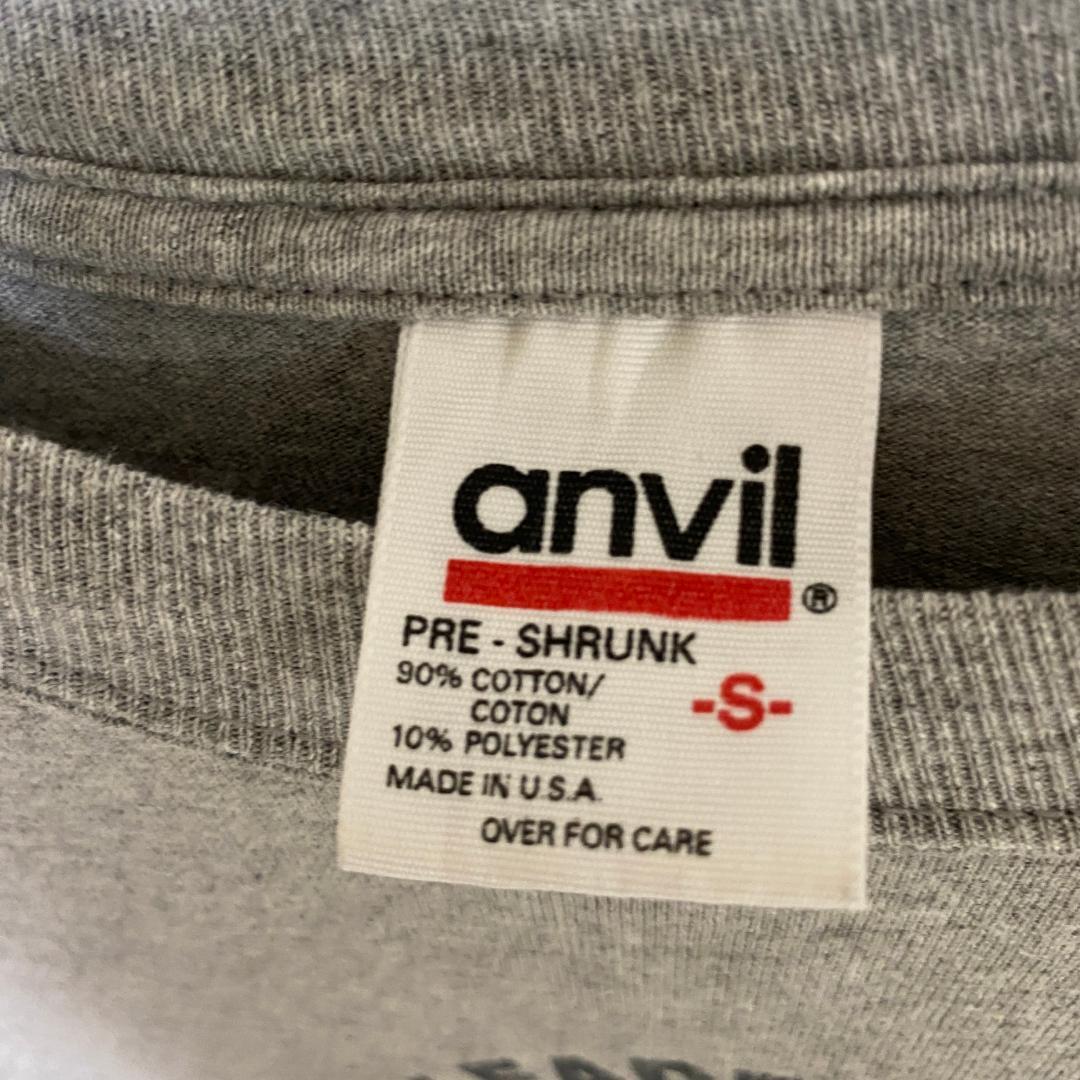 anvil
®
PRE - SHRUNK
90% COTTON/
COTON
-S-
10% POLYESTER
MADE IN U.S.A.
OVER FOR CARE